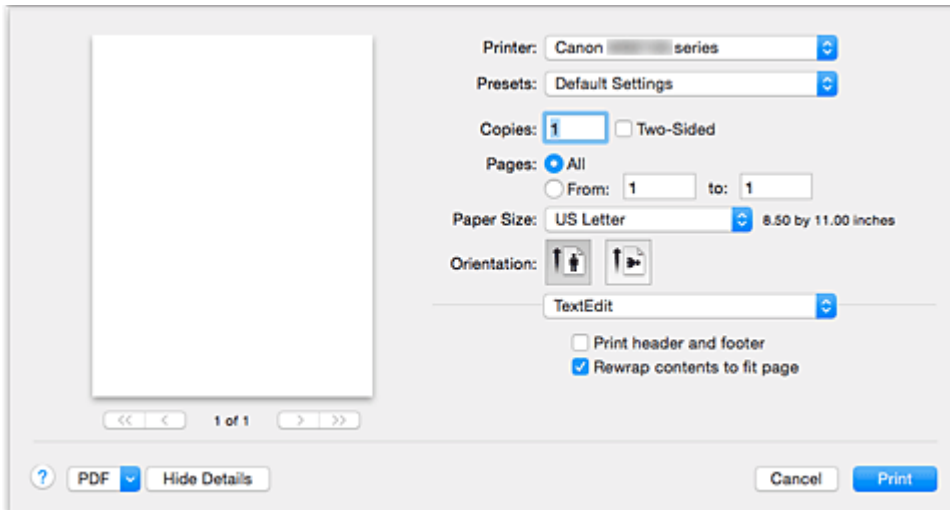 Printer: Canon series
Presets: Default Settings
Copies: 1 Two-Sided
Pages: All
From: 1 to: 1
Paper Size: US Letter 8.50 by 11.00 inches
Orientation:
TextEdit
Print header and footer
Rewrap contents to fit page
<< < 1 of 1 > >>
? PDF Hide Details Cancel Print